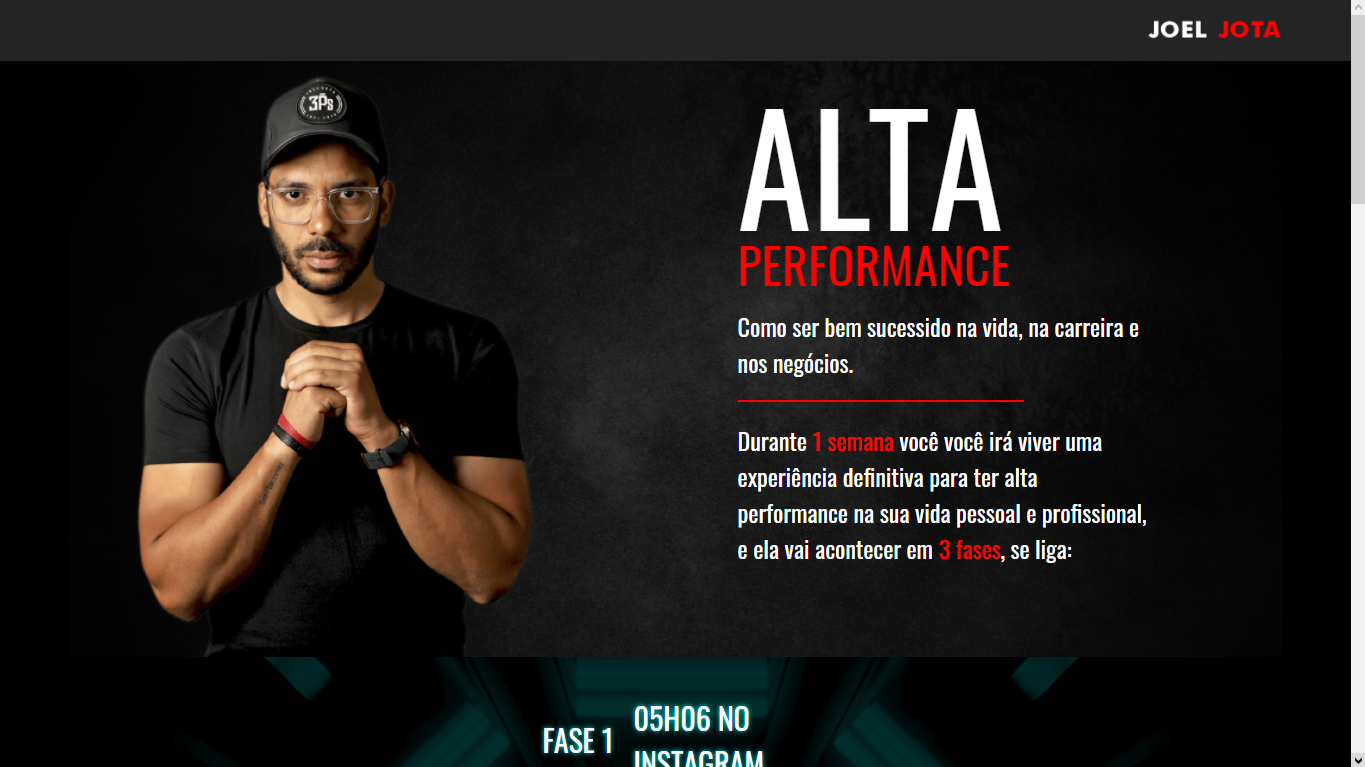 JOEL JOTA
3Ps
ALTA
PERFORMANCE
Como ser bem sucessido na vida, na carreira e
nos negócios.
Durante 1 semana você você irá viver uma
experiência definitiva para ter alta
performance na sua vida pessoal e profissional,
e ela vai acontecer em 3 fases, se liga:
FASE 1
05H06 NO
INSTAGRAM